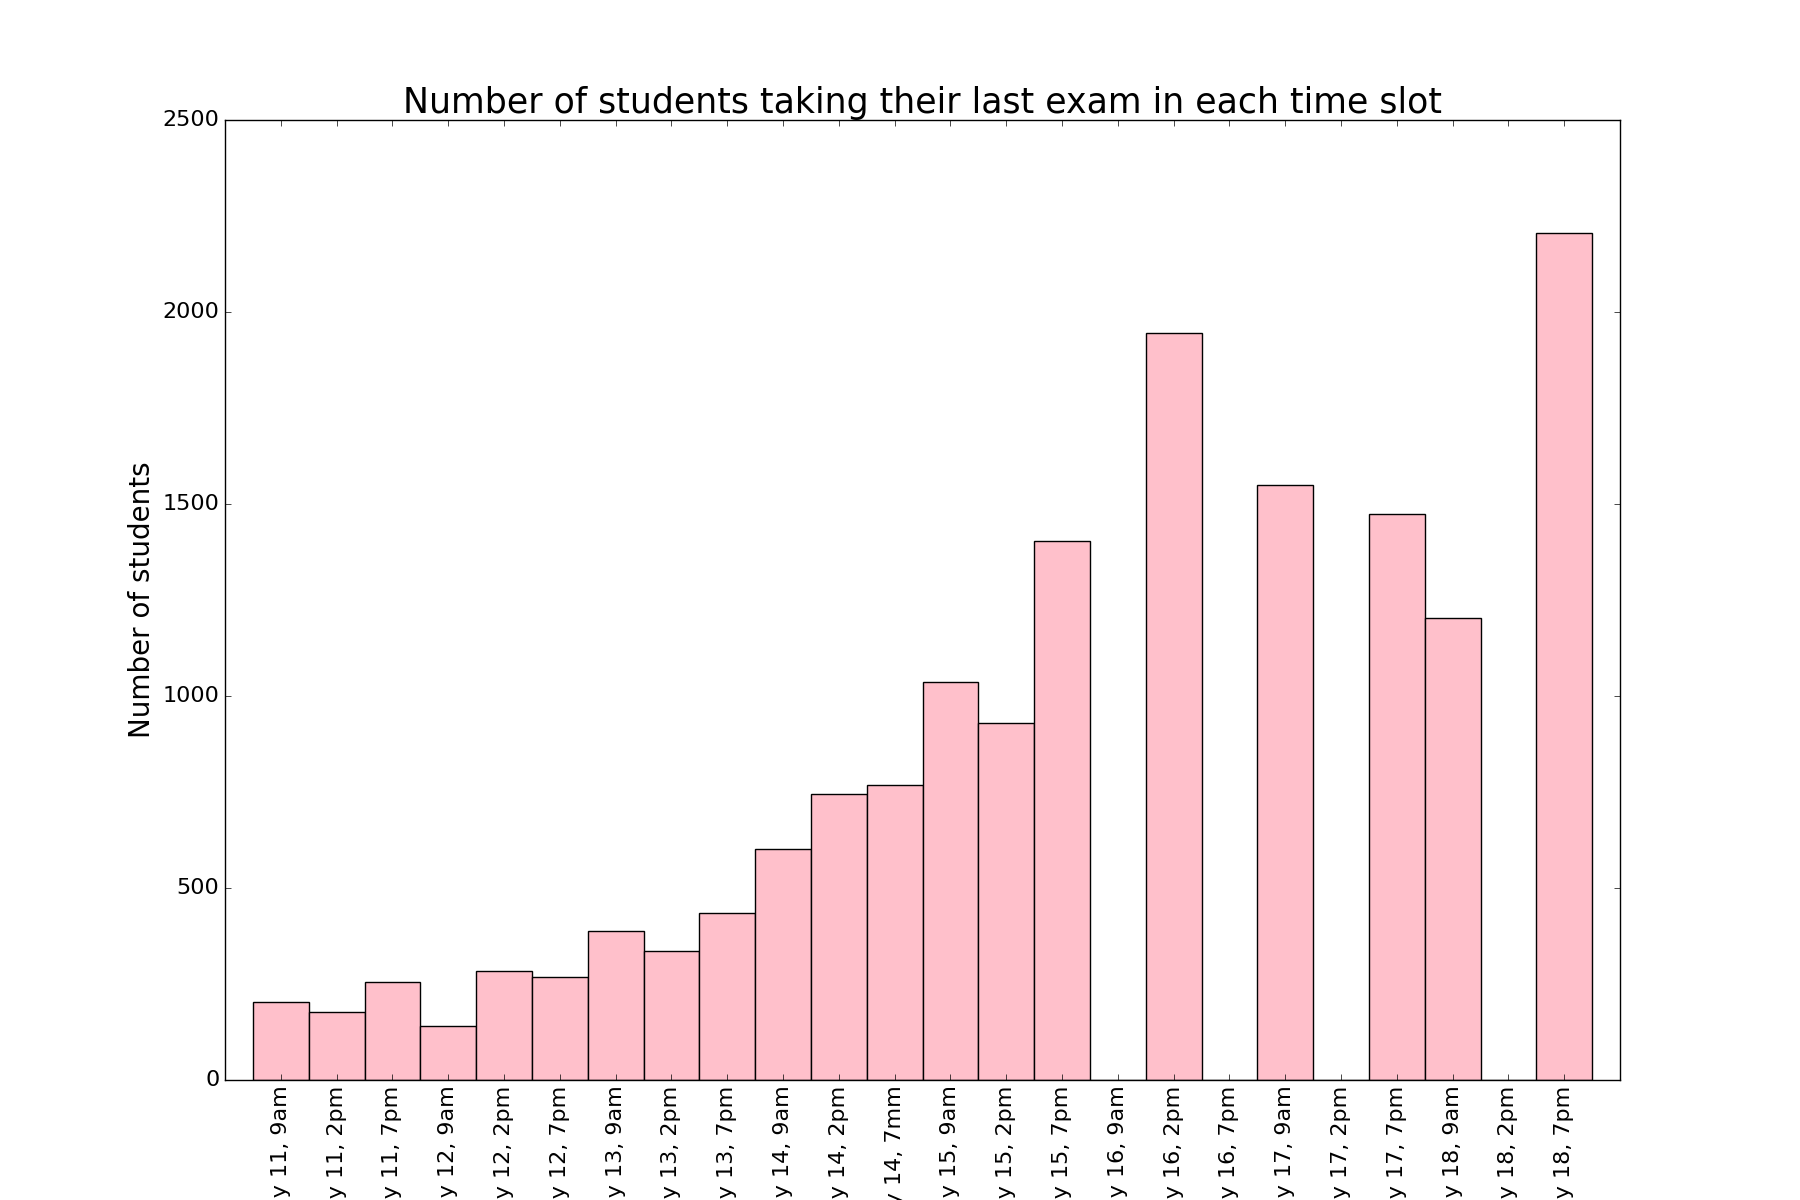 Number of students taking their last exam in each time slot
Number of students
2500
2000
1500
1000
500
0
y 11, 9am
y 11, 2pm
y 11, 7pm
y 12, 9am
y 12, 2pm
y 12, 7pm
y 13, 9am
y 13, 2pm
y 13, 7pm
y 14, 9am
y 14, 2pm
y 14, 7mm
y 15, 9am
y 15, 2pm
y 15, 7pm
y 16, 9am
y 16, 2pm
y 16, 7pm
y 17, 9am
y 17, 2pm
y 17, 7pm
y 18, 9am
y 18, 2pm
y 18, 7pm